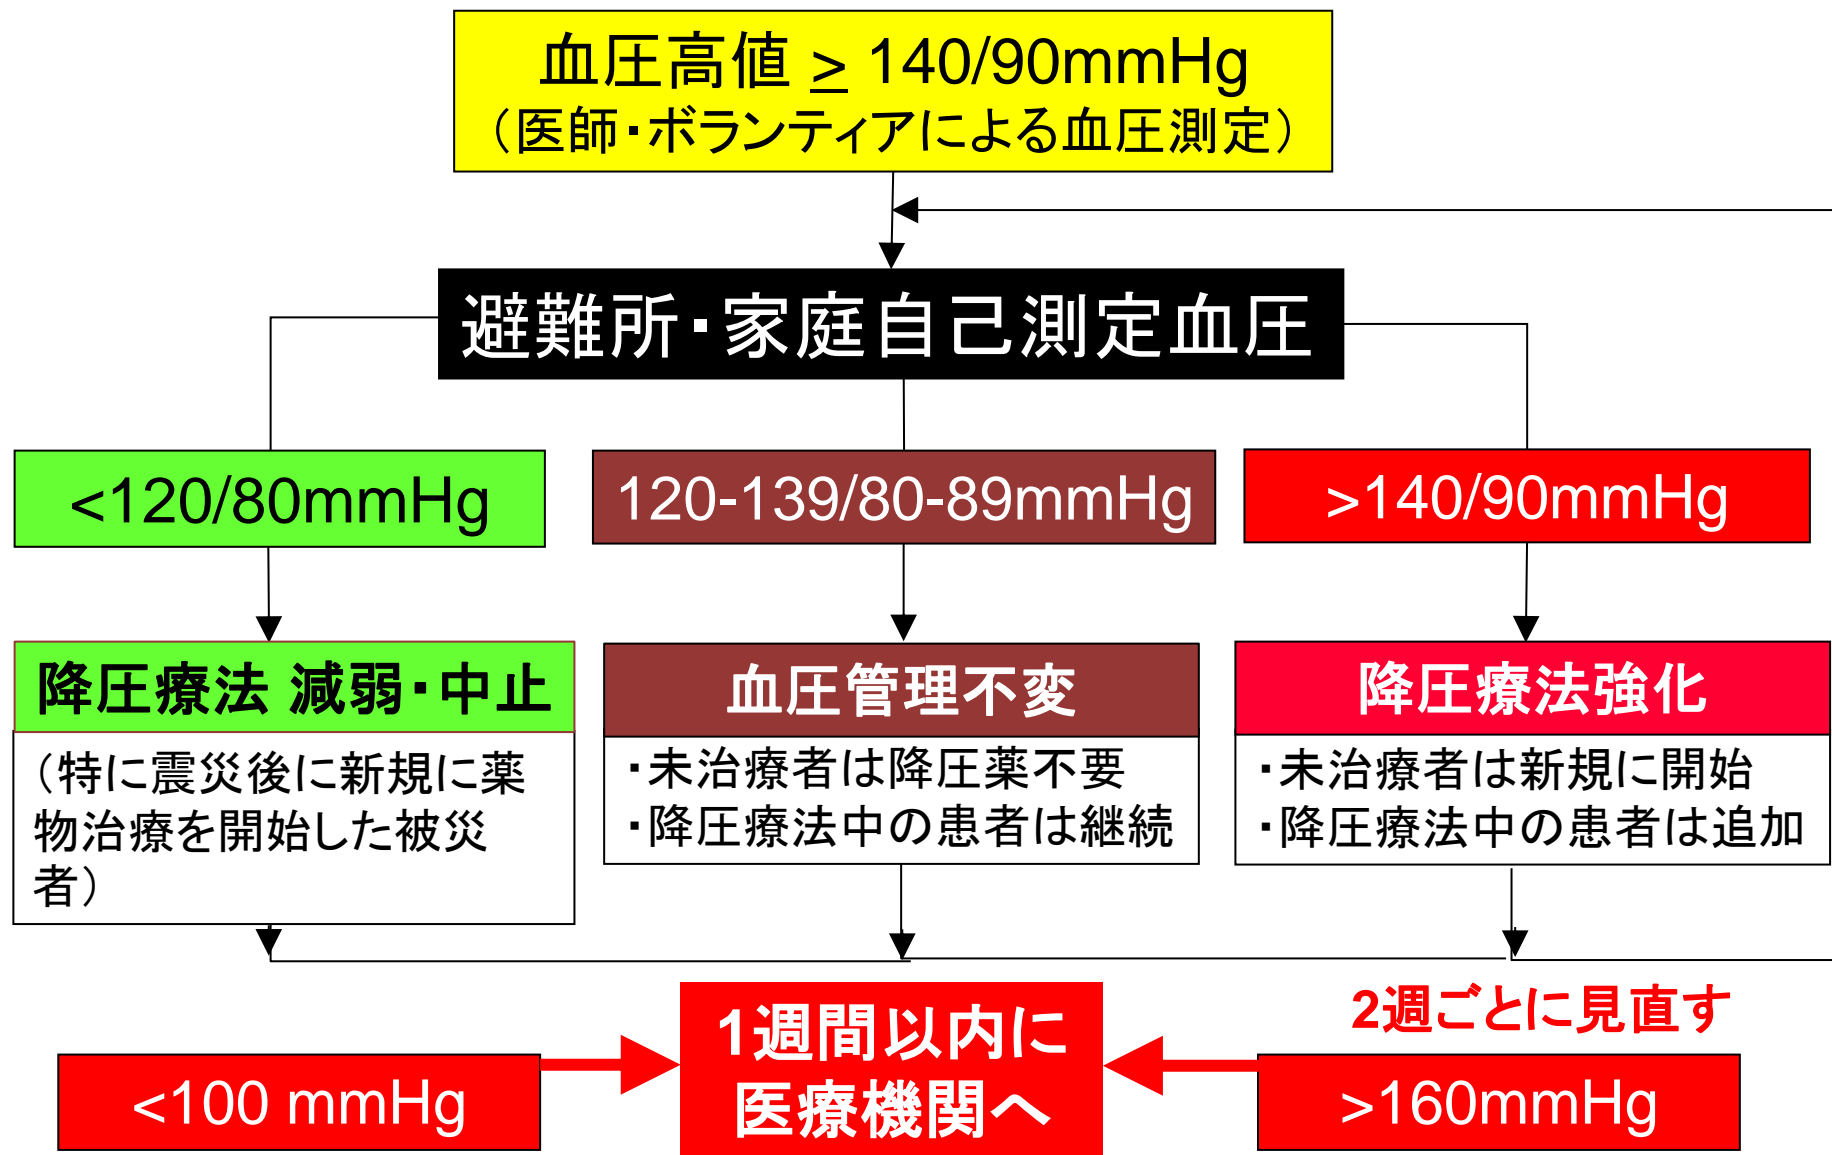 血圧高値 ≥ 140/90mmHg
（医師・ボランティアによる血圧測定）
避難所・家庭自己測定血圧
<120/80mmHg
120-139/80-89mmHg
>140/90mmHg
降圧療法 減弱・中止
（特に震災後に新規に薬
物治療を開始した被災
者）
血圧管理不変
・未治療者は降圧薬不要
・降圧療法中の患者は継続
降圧療法強化
・未治療者は新規に開始
・降圧療法中の患者は追加
2週ごとに見直す
<100 mmHg
1週間以内に
医療機関へ
>160mmHg